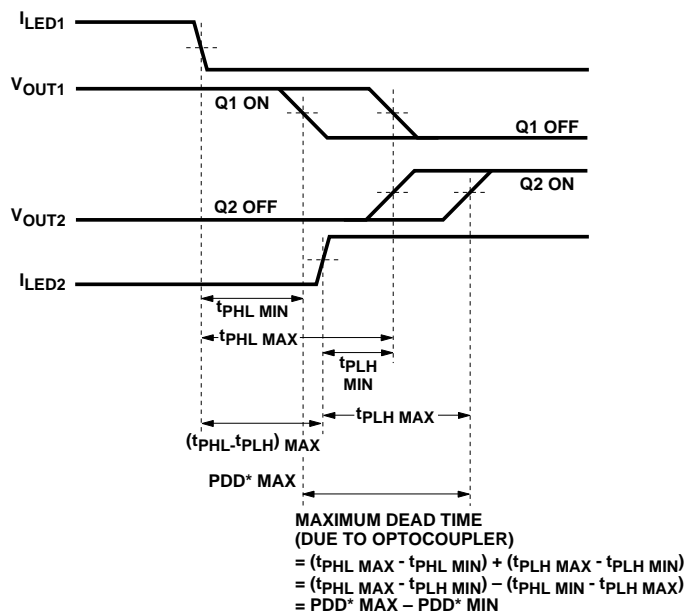 ILED1
VOUT1
Q1 ON
Q1 OFF
Q2 ON
Q2 OFF
VOUT2
ILED2
tPHL MIN
tPHL MAX
tPLH
MIN
tPLH MAX
(tPHL-tPLH) MAX
PDD* MAX
MAXIMUM DEAD TIME
(DUE TO OPTOCOUPLER)
= (tPHL MAX - tPHL MIN) + (tPLH MAX - tPLH MIN)
= (tPHL MAX - tPLH MIN) – (tPHL MIN - tPLH MAX)
= PDD* MAX – PDD* MIN